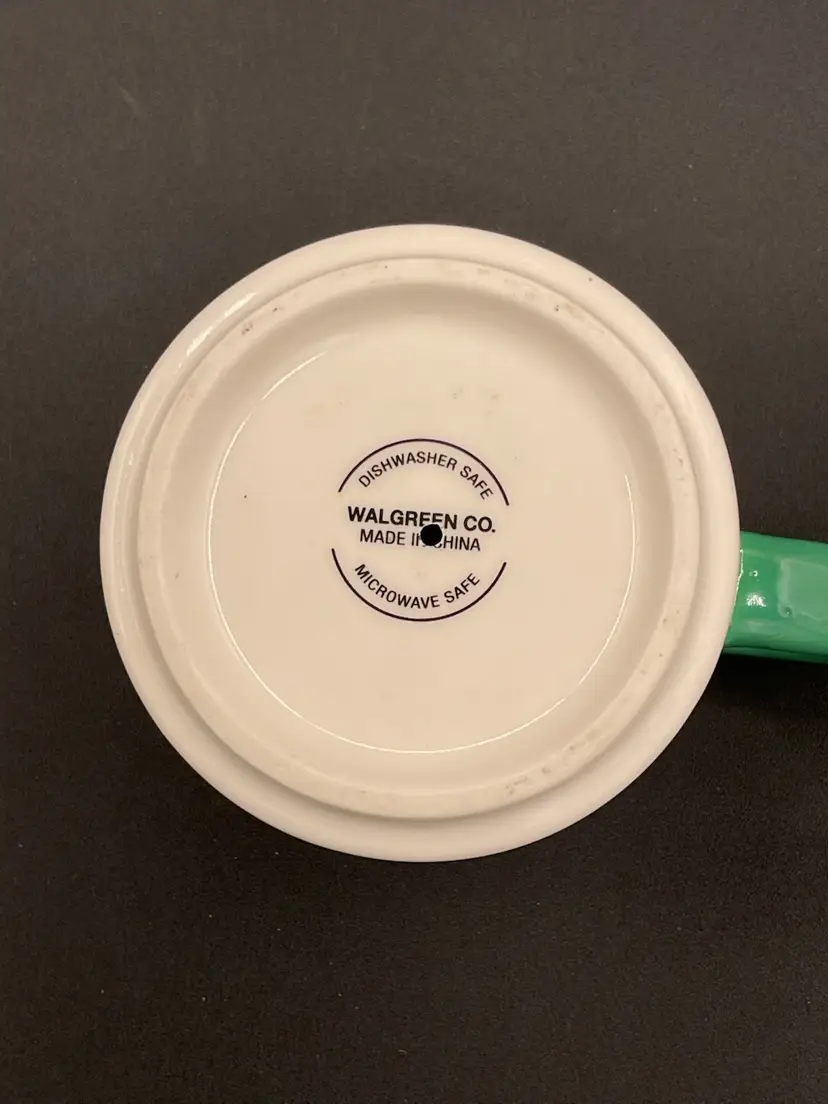 DISHWASHER SAFE
WALGREEN CO.
MADE IN CHINA
MICROWAVE SAFE